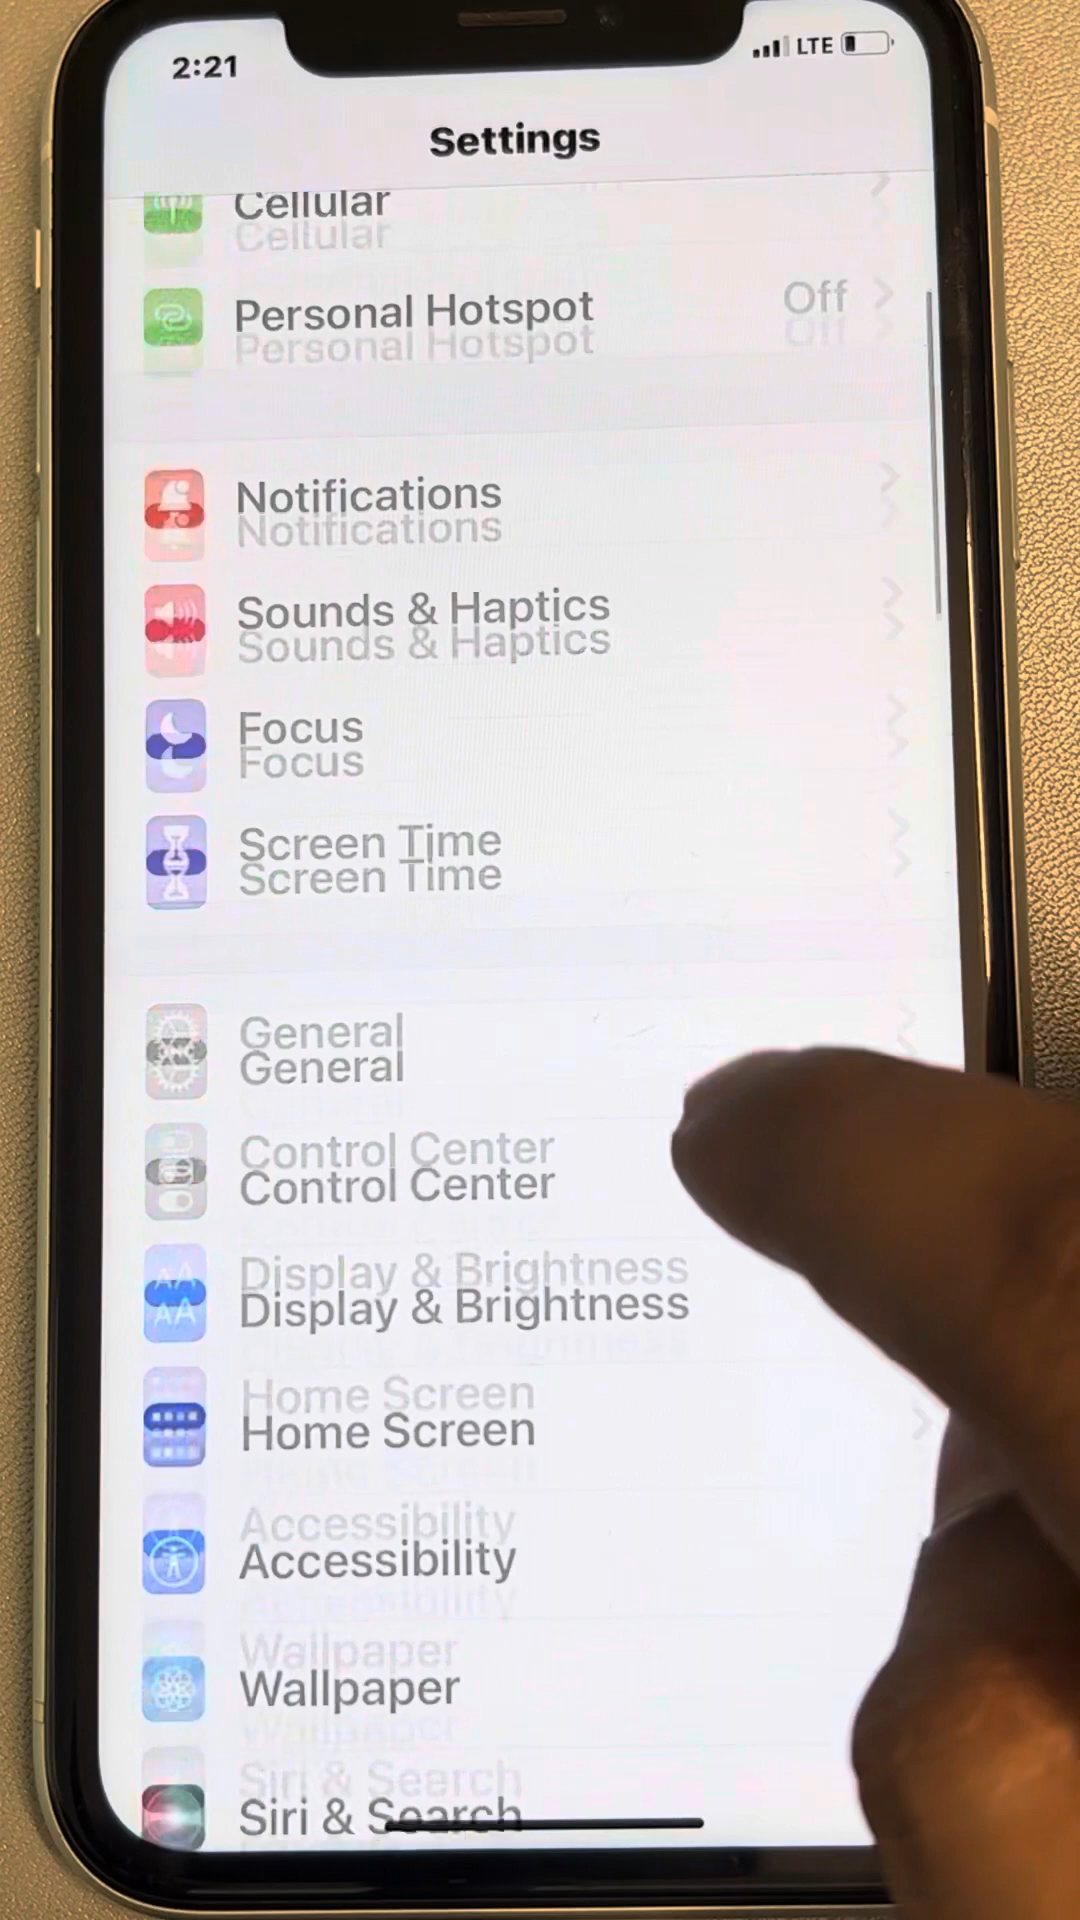 2:21
LTE
Settings
Cellular
Personal Hotspot Off
Notifications
Sounds & Haptics
Focus
Screen Time
General
Control Center
Display & Brightness
AA
Home Screen
Accessibility
Wallpaper
Siri & Search